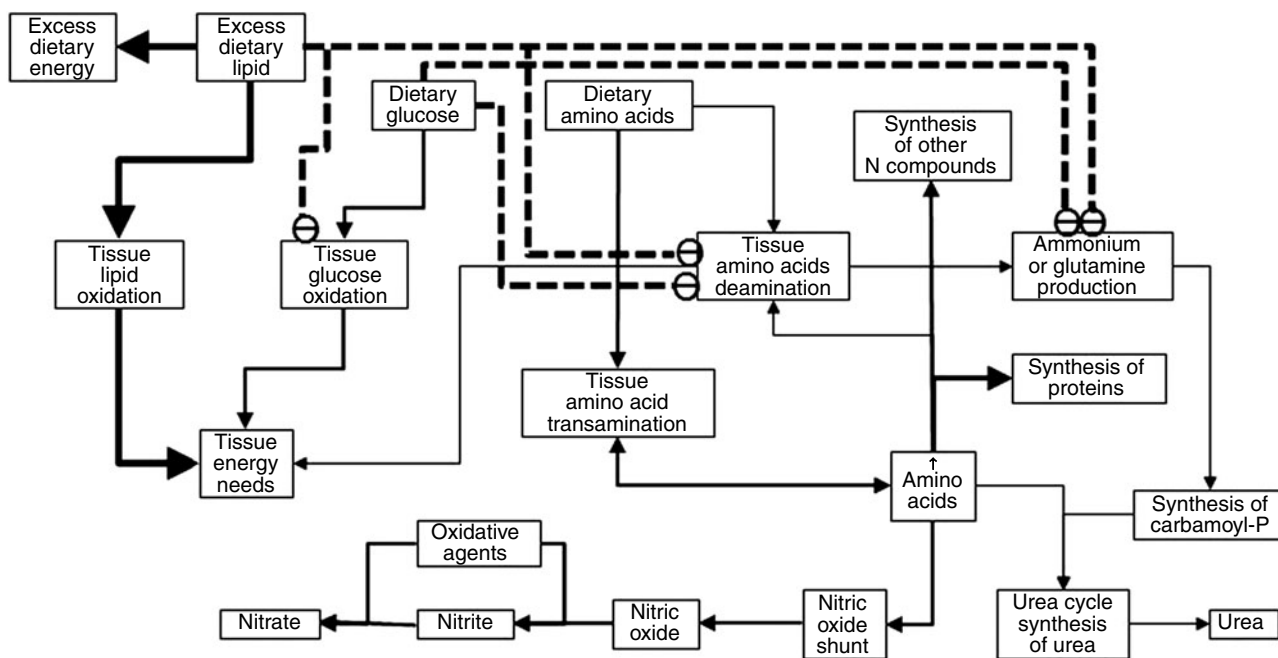 Excess
dietary
energy
Excess
dietary
lipid
Dietary
glucose
Dietary
amino acids
Synthesis
of other
N compounds
Tissue
lipid
oxidation
Tissue
glucose
oxidation
Tissue
amino acids
deamination
Ammonium
or glutamine
production
Tissue
amino acid
transamination
Synthesis of
proteins
Tissue
energy
needs
↑
Amino
acids
Synthesis of
carbamoyl-P
Oxidative
agents
Nitrate
Nitrite
Nitric
oxide
Nitric
oxide
shunt
Urea cycle
synthesis
of urea
Urea